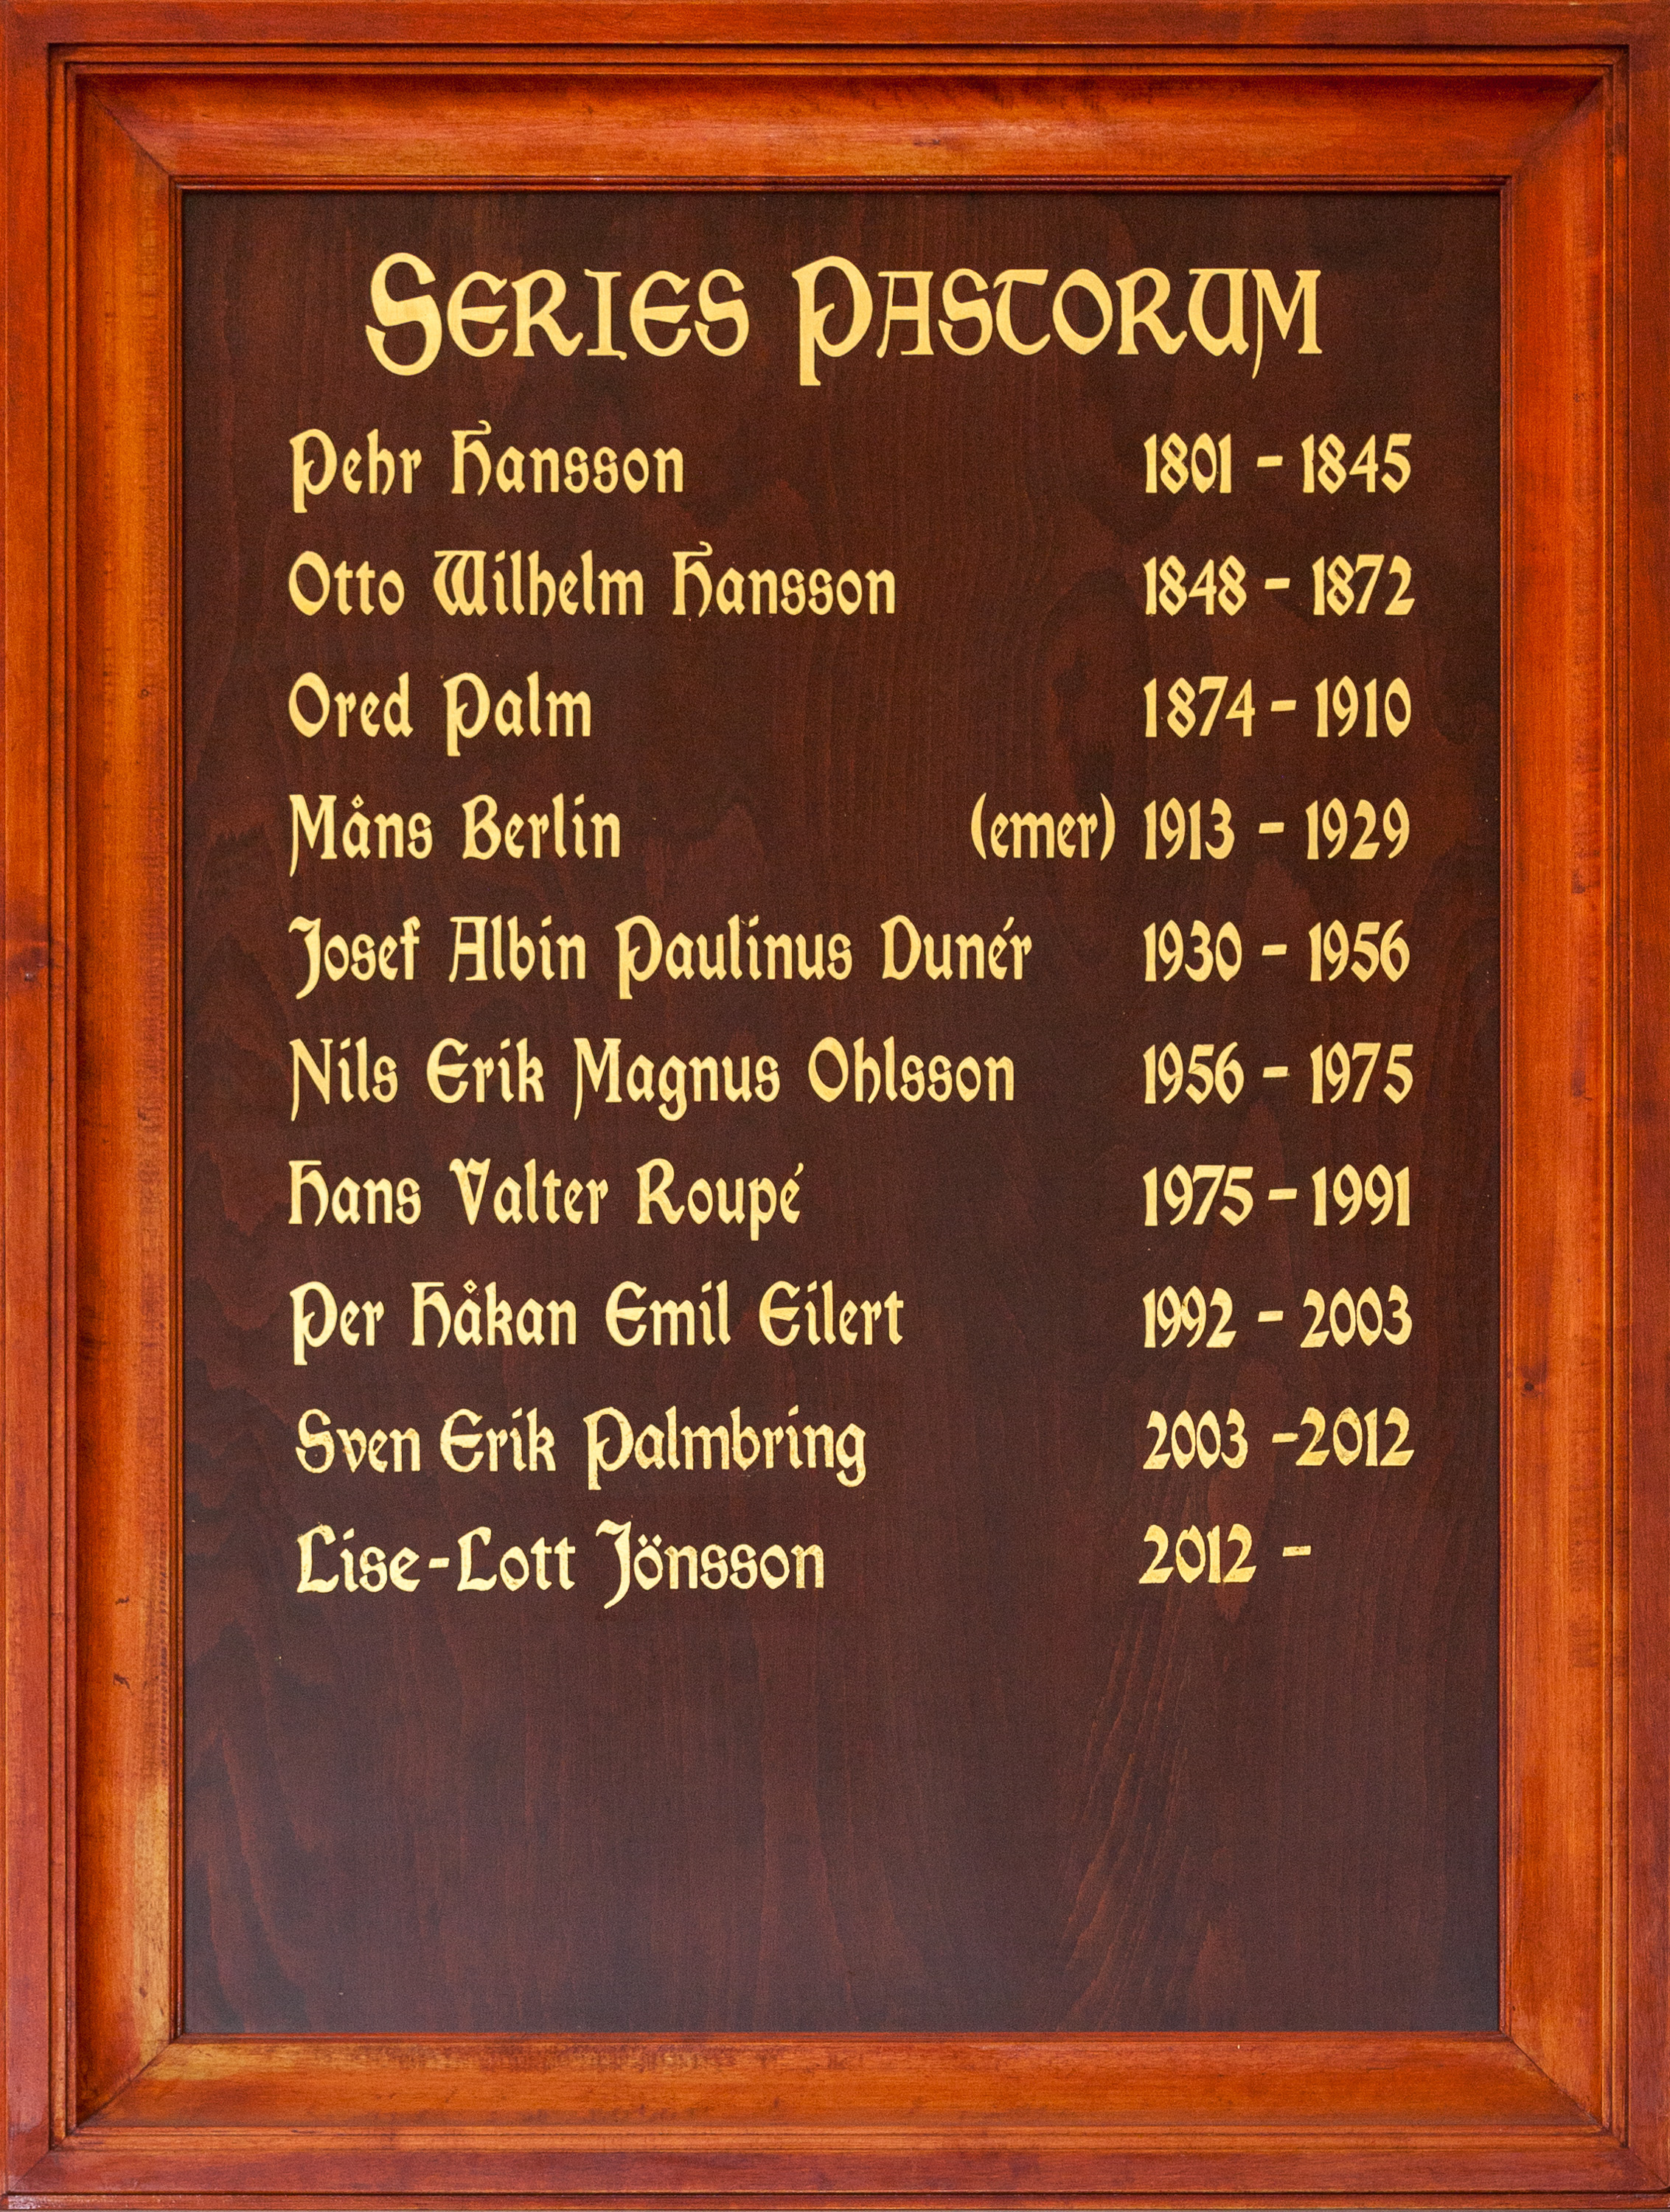 Series Pastorum
Pehr Hansson 1801 - 1845
Otto Wilhelm Hansson 1848 - 1872
Ored Palm 1874 - 1910
Måns Berlin (emer) 1913 - 1929
Josef Albin Paulinus Dunér 1930 - 1956
Nils Erik Magnus Ohlsson 1956 - 1975
Hans Valter Roupé 1975 - 1991
Per Håkan Emil Eilert 1992 - 2003
Sven Erik Palmbring 2003 -2012
Lise-Lott Jönsson 2012 -